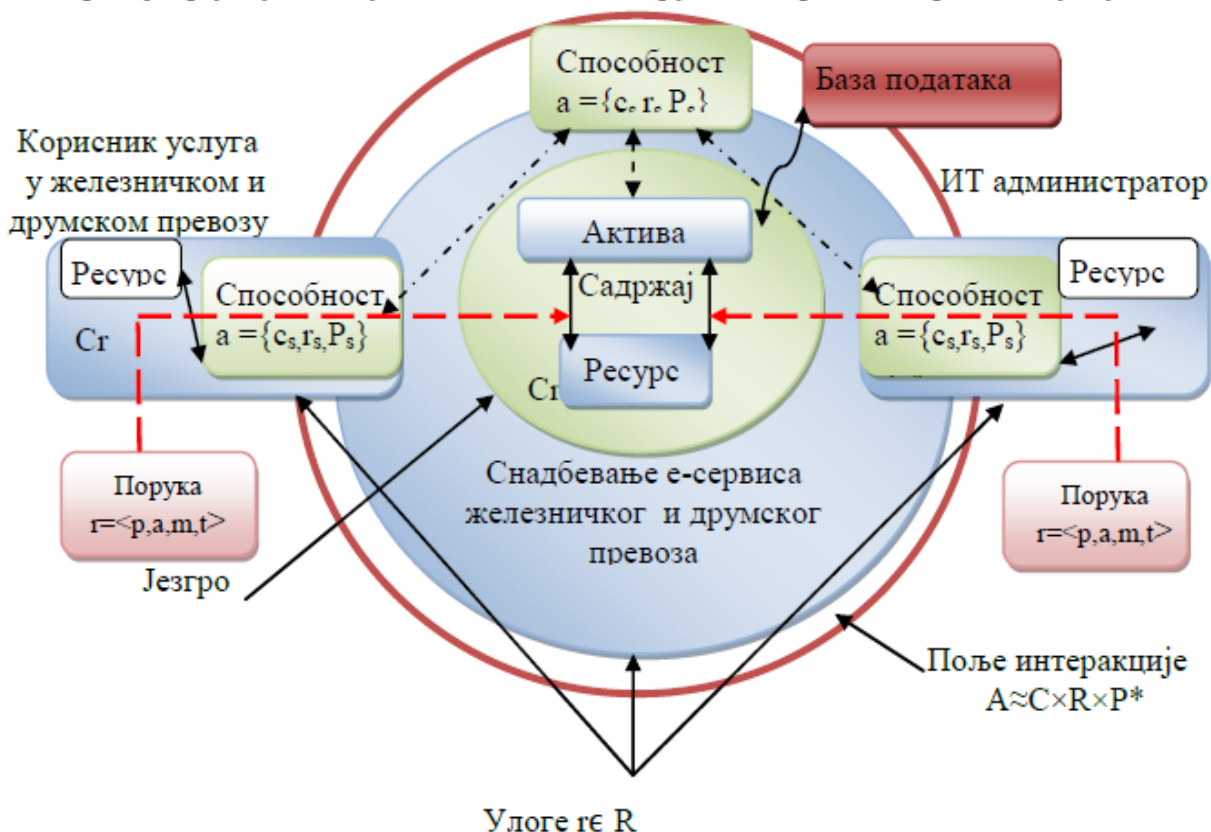 Способност
a ={cₑ rₑ Pₑ}
База података
Корисник услуга
у железничком и
друмском превозу
ИТ администратор
Актива
Ресурс
Способност
a ={cₛ,rₛ,Pₛ}
Cr
Садржај
Ресурс
Cr
Способност
a ={cₛ,rₛ,Pₛ}
Ресурс
Снадбевање е-сервиса
железничког и друмског
превоза
Порука
r=<p,a,m,t>
Порука
r=<p,a,m,t>
Језгро
Поље интеракције
A≈C×R×P*
Улоге rє R